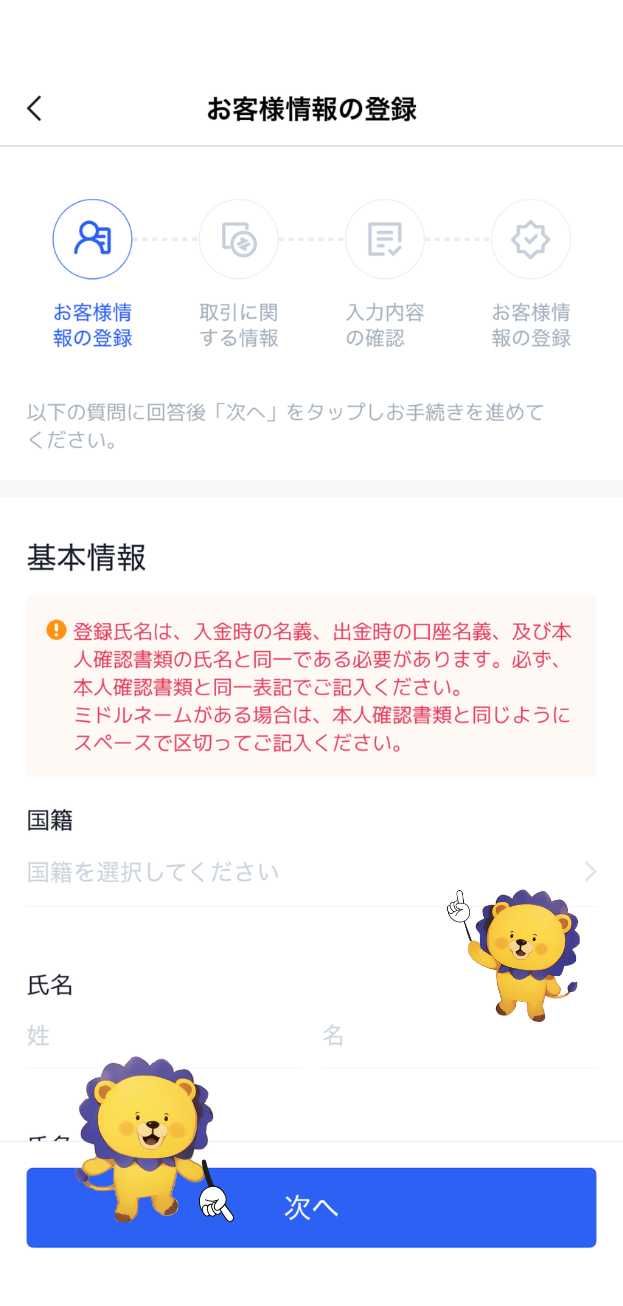 お客様情報の登録
お客様情
報の登録
取引に関
する情報
入力内容
の確認
お客様情
報の登録
以下の質問に回答後「次へ」をタップしお手続きを進めて
ください。
基本情報
登録氏名は、入金時の名義、出金時の口座名義、及び本
人確認書類の氏名と同一である必要があります。必ず、
本人確認書類と同一表記でご記入ください。
ミドルネームがある場合は、本人確認書類と同じように
スペースで区切ってご記入ください。
国籍
国籍を選択してください
氏名
姓 名
次へ